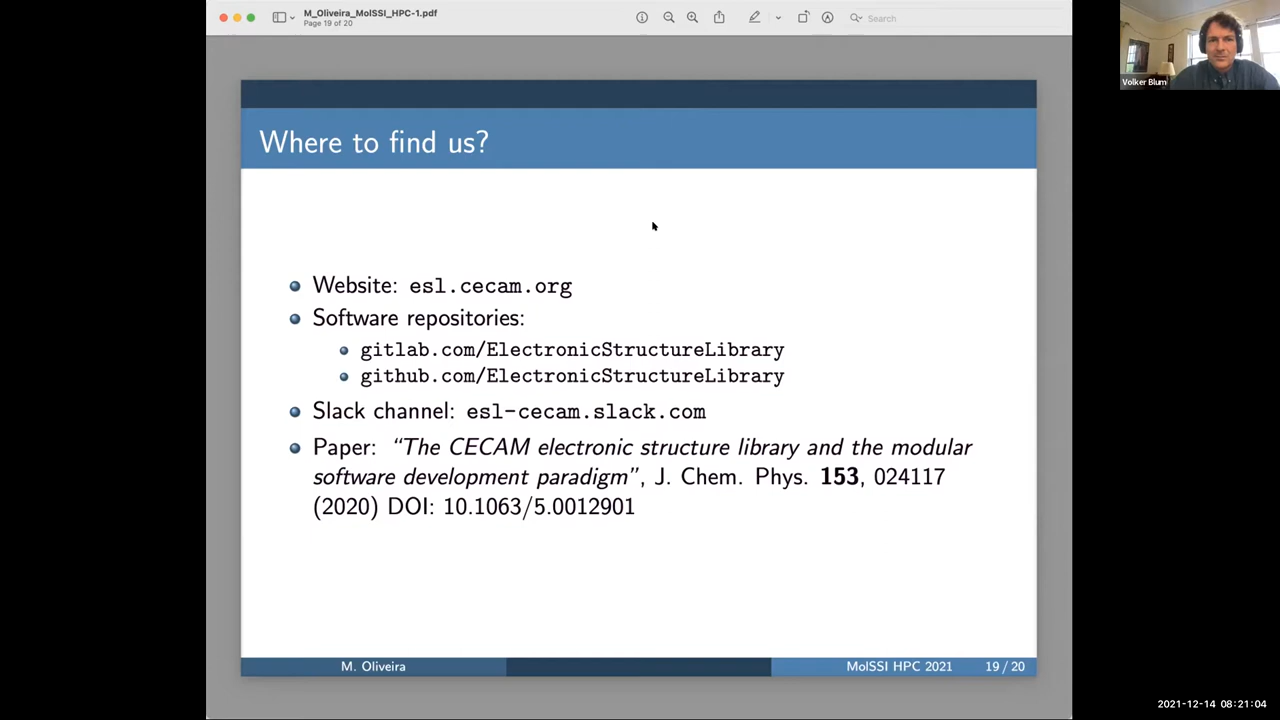 M_Oliveira_MolSSI_HPC-1.pdf
Page 19 of 20
Search
Volker Blum
Where to find us?
Website: esl.cecam.org
Software repositories:
gitlab.com/ElectronicStructureLibrary
github.com/ElectronicStructureLibrary
Slack channel: esl-cecam.slack.com
Paper: “The CECAM electronic structure library and the modular
software development paradigm”, J. Chem. Phys. 153, 024117
(2020) DOI: 10.1063/5.0012901
M. Oliveira
MolSSI HPC 2021
19 / 20
2021-12-14 08:21:04